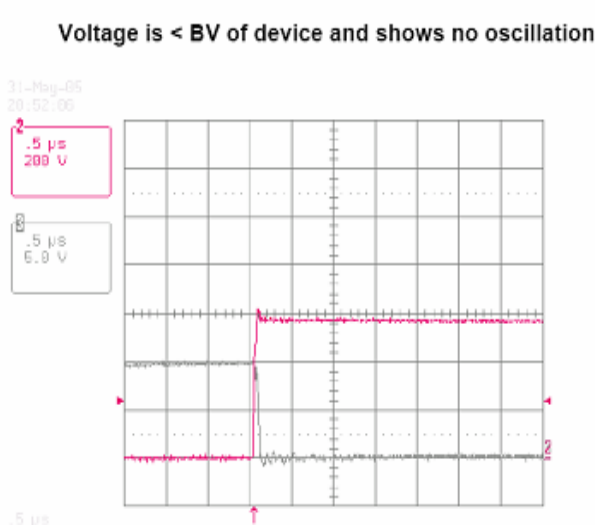 Voltage is < BV of device and shows no oscillation
31-May-05
20:52:06
2
.5 µs
200 V
3
.5 µs
5.0 V
2
.5 µs